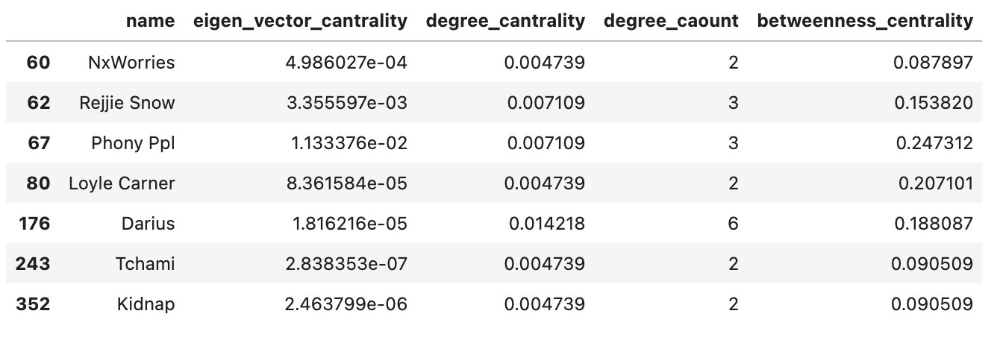 name eigen_vector_cantrality degree_cantrality degree_caount betweenness_centrality
60 NxWorries 4.986027e-04 0.004739 2 0.087897
62 Rejjie Snow 3.355597e-03 0.007109 3 0.153820
67 Phony Ppl 1.133376e-02 0.007109 3 0.247312
80 Loyle Carner 8.361584e-05 0.004739 2 0.207101
176 Darius 1.816216e-05 0.014218 6 0.188087
243 Tchami 2.838353e-07 0.004739 2 0.090509
352 Kidnap 2.463799e-06 0.004739 2 0.090509